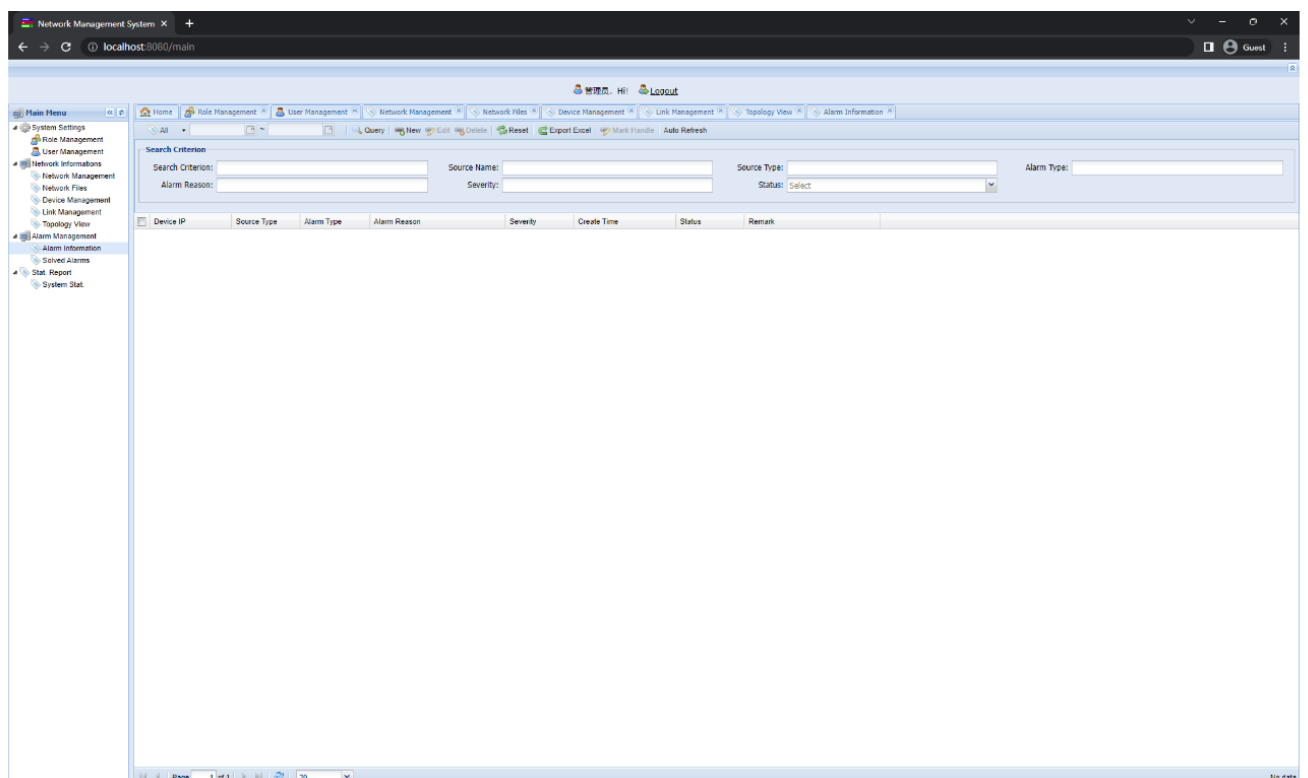 Network Management System
localhost:8080/main
Guest
管理员, Hi! Logout
Main Menu
Home Role Management User Management Network Management Network Files Device Management Link Management Topology View Alarm Information
System Settings
Role Management
User Management
Network Informations
Network Management
Network Files
Device Management
Link Management
Topology View
Alarm Management
Alarm Information
Solved Alarms
Stat. Report
System Stat.
All ~ Query New Edit Delete Reset Export Excel Mark Handle Auto Refresh
Search Criterion
Search Criterion: Source Name: Source Type: Alarm Type:
Alarm Reason: Severity: Status: Select
Device IP Source Type Alarm Type Alarm Reason Severity Create Time Status Remark
Page 1 of 1 20 No data